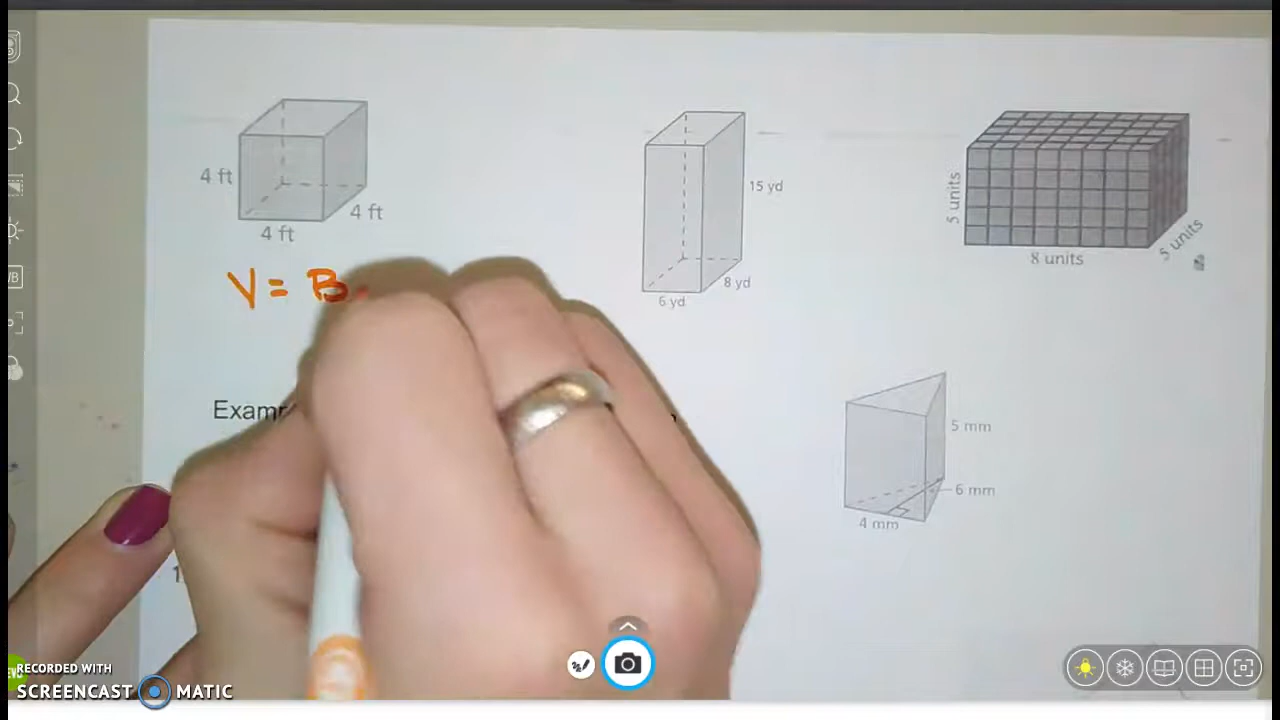 4 ft
4 ft
4 ft
15 yd
8 yd
6 yd
5 units
8 units
5 units
V = B
5 mm
6 mm
4 mm
RECORDED WITH
SCREENCAST MATIC